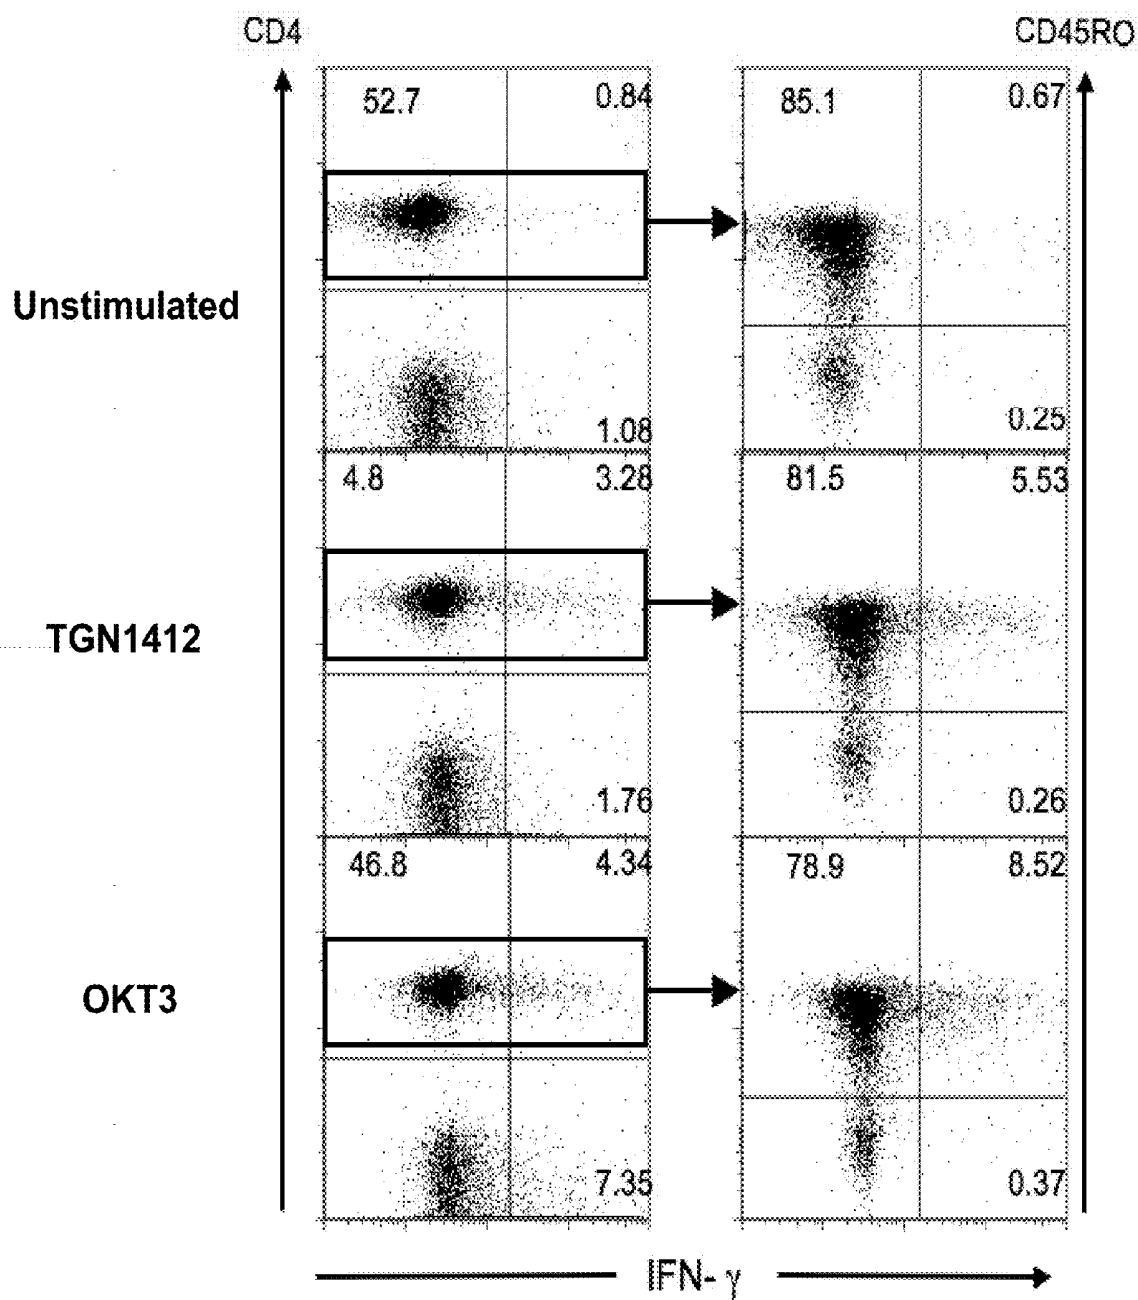 CD4 CD45RO
52.7 0.84 85.1 0.67
Unstimulated
1.08 0.25
4.8 3.28 81.5 5.53
TGN1412
1.76 0.26
46.8 4.34 78.9 8.52
OKT3
7.35 0.37
IFN- γ